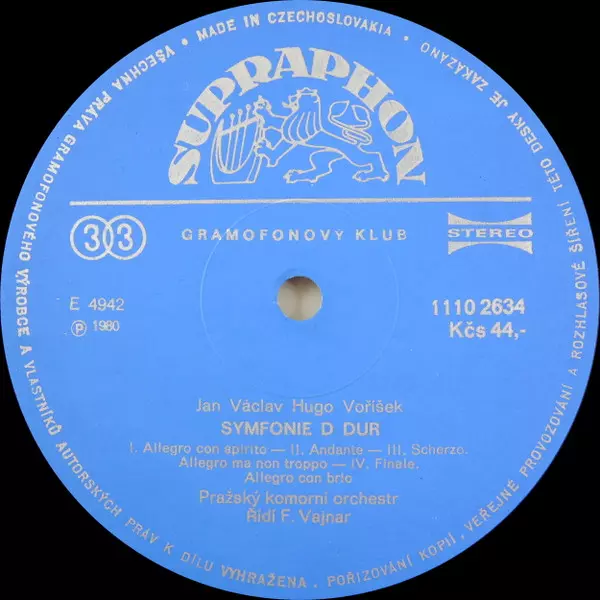 VŠECHNA PRÁVA GRAMOFONOVÉHO VÝROBCE A VLASTNÍKŮ AUTORSKÝCH PRÁV K DÍLU VYHRAŽENA. POŘIZOVÁNÍ KOPIÍ, VEŘEJNÉ PROVOZOVÁNÍ A ROZHLASOVÉ ŠÍŘENÍ TÉTO DESKY JE ZAKÁZÁNO • MADE IN CZECHOSLOVAKIA •
SUPRAPHON
33
GRAMOFONOVÝ KLUB
STEREO
E 4942
1110 2634
Ⓟ 1980
Kčs 44,-
Jan Václav Hugo Voříšek
SYMFONIE D DUR
I. Allegro con spirito — II. Andante — III. Scherzo.
Allegro ma non troppo — IV. Finale.
Allegro con brio
Pražský komorní orchestr
Řídí F. Vajnar